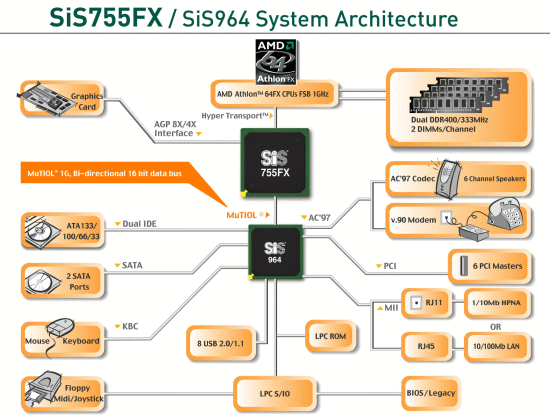 SiS755FX / SiS964 System Architecture
AMD
64
Athlon FX
AMD Athlon™ 64FX CPUs FSB 1GHz
Graphics
Card
AGP 8X/4X
Interface
Hyper Transport™
Dual DDR400/333MHz
2 DIMMs/Channel
SiS
755FX
MuTIOL® 1G, Bi-directional 16 bit data bus
MuTIOL®
AC'97
AC'97 Codec
6 Channel Speakers
v.90 Modem
ATA133/
100/66/33
Dual IDE
SiS
964
SATA
2 SATA
Ports
PCI
6 PCI Masters
MII
RJ11
1/10Mb HPNA
OR
RJ45
10/100Mb LAN
KBC
Mouse
Keyboard
8 USB 2.0/1.1
LPC ROM
Floppy
Midi/Joystick
LPC S/IO
BIOS/Legacy